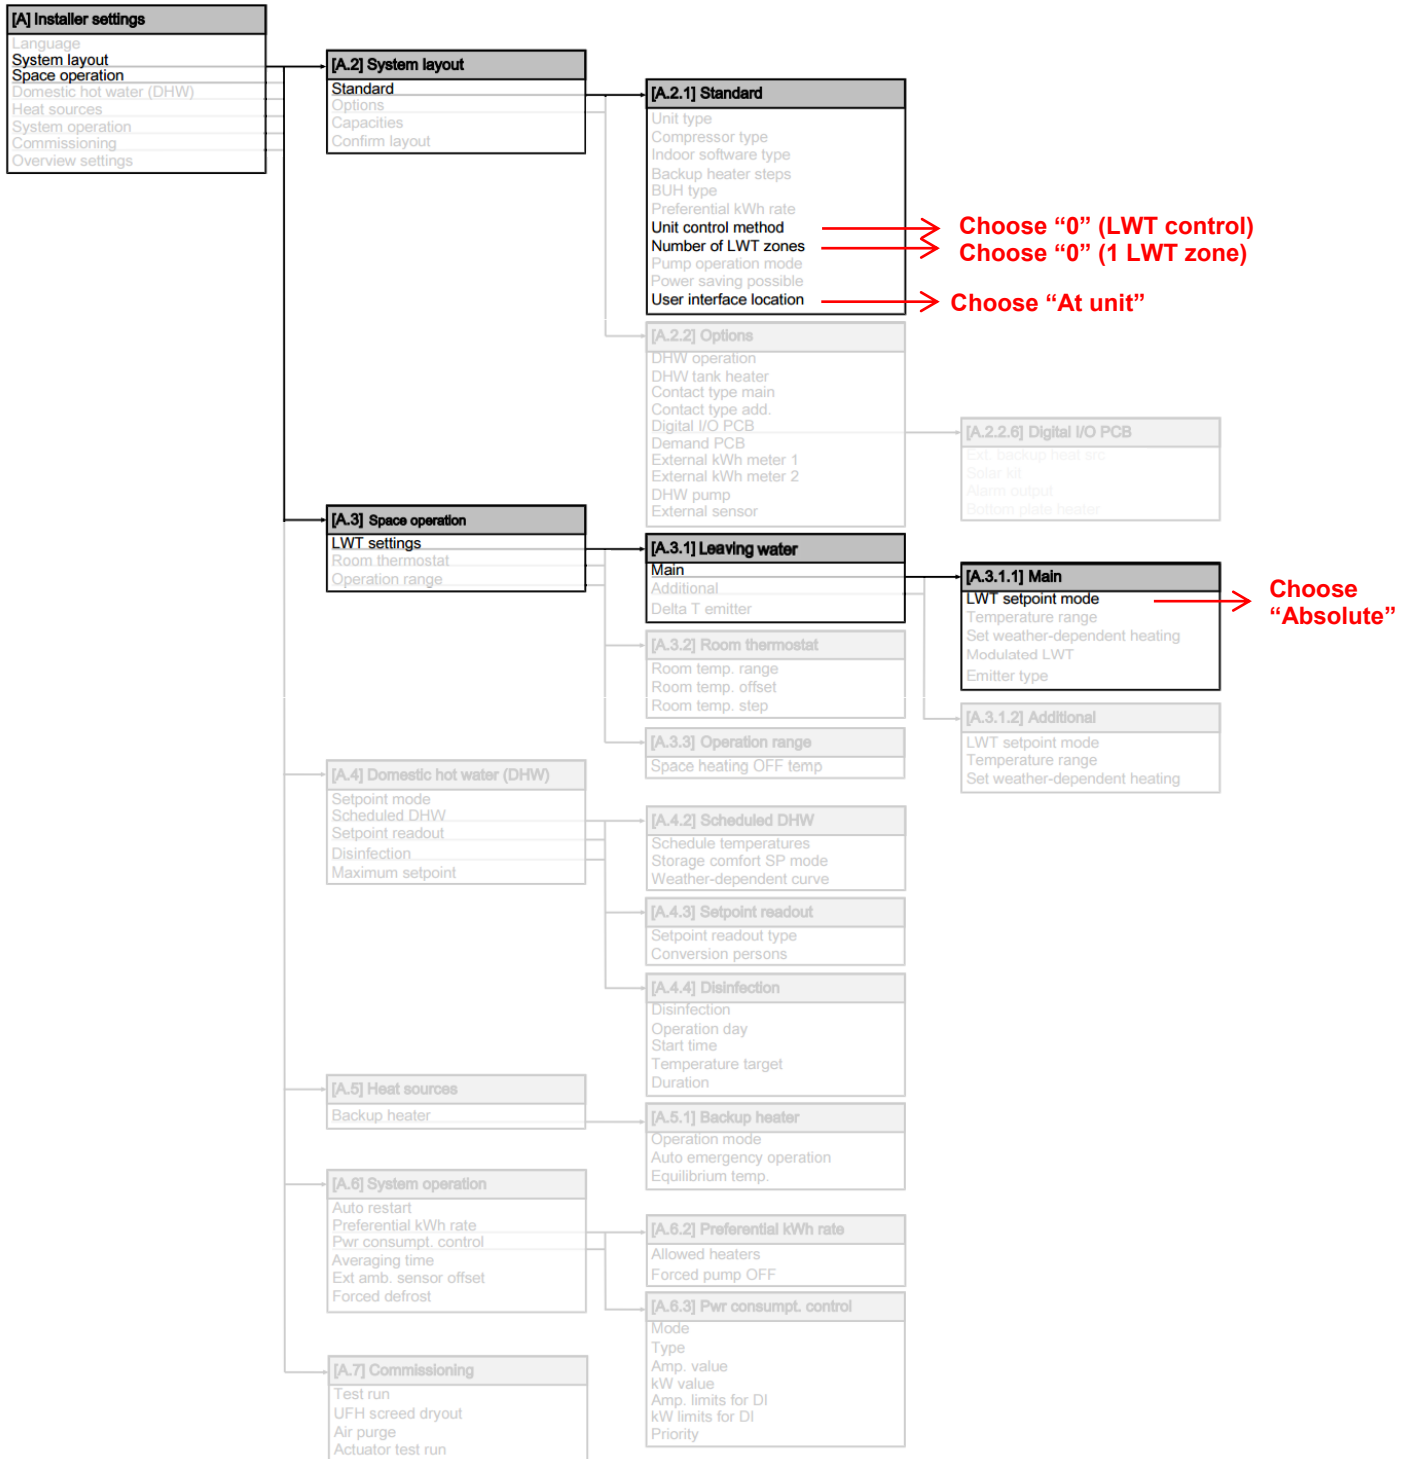 [A] Installer settings
Language
System layout
Space operation
Domestic hot water (DHW)
Heat sources
System operation
Commissioning
Overview settings
[A.2] System layout
Standard
Options
Capacities
Confirm layout
[A.2.1] Standard
Unit type
Compressor type
Indoor software type
Backup heater steps
BUH type
Preferential kWh rate
Unit control method
Number of LWT zones
Pump operation mode
Power saving possible
User interface location
Choose “0” (LWT control)
Choose “0” (1 LWT zone)
Choose “At unit”
[A.2.2] Options
DHW operation
DHW tank heater
Contact type main
Contact type add.
Digital I/O PCB
Demand PCB
External kWh meter 1
External kWh meter 2
DHW pump
External sensor
[A.2.2.6] Digital I/O PCB
Ext. backup heat src
Solar kit
Alarm output
Bottom plate heater
[A.3] Space operation
LWT settings
Room thermostat
Operation range
[A.3.1] Leaving water
Main
Additional
Delta T emitter
[A.3.1.1] Main
LWT setpoint mode
Temperature range
Set weather-dependent heating
Modulated LWT
Emitter type
Choose
“Absolute”
[A.3.2] Room thermostat
Room temp. range
Room temp. offset
Room temp. step
[A.3.1.2] Additional
LWT setpoint mode
Temperature range
Set weather-dependent heating
[A.3.3] Operation range
Space heating OFF temp
[A.4] Domestic hot water (DHW)
Setpoint mode
Scheduled DHW
Setpoint readout
Disinfection
Maximum setpoint
[A.4.2] Scheduled DHW
Schedule temperatures
Storage comfort SP mode
Weather-dependent curve
[A.4.3] Setpoint readout
Setpoint readout type
Conversion persons
[A.4.4] Disinfection
Disinfection
Operation day
Start time
Temperature target
Duration
[A.5] Heat sources
Backup heater
[A.5.1] Backup heater
Operation mode
Auto emergency operation
Equilibrium temp.
[A.6] System operation
Auto restart
Preferential kWh rate
Pwr consumpt. control
Averaging time
Ext amb. sensor offset
Forced defrost
[A.6.2] Preferential kWh rate
Allowed heaters
Forced pump OFF
[A.6.3] Pwr consumpt. control
Mode
Type
Amp. value
kW value
Amp. limits for DI
kW limits for DI
Priority
[A.7] Commissioning
Test run
UFH screed dryout
Air purge
Actuator test run